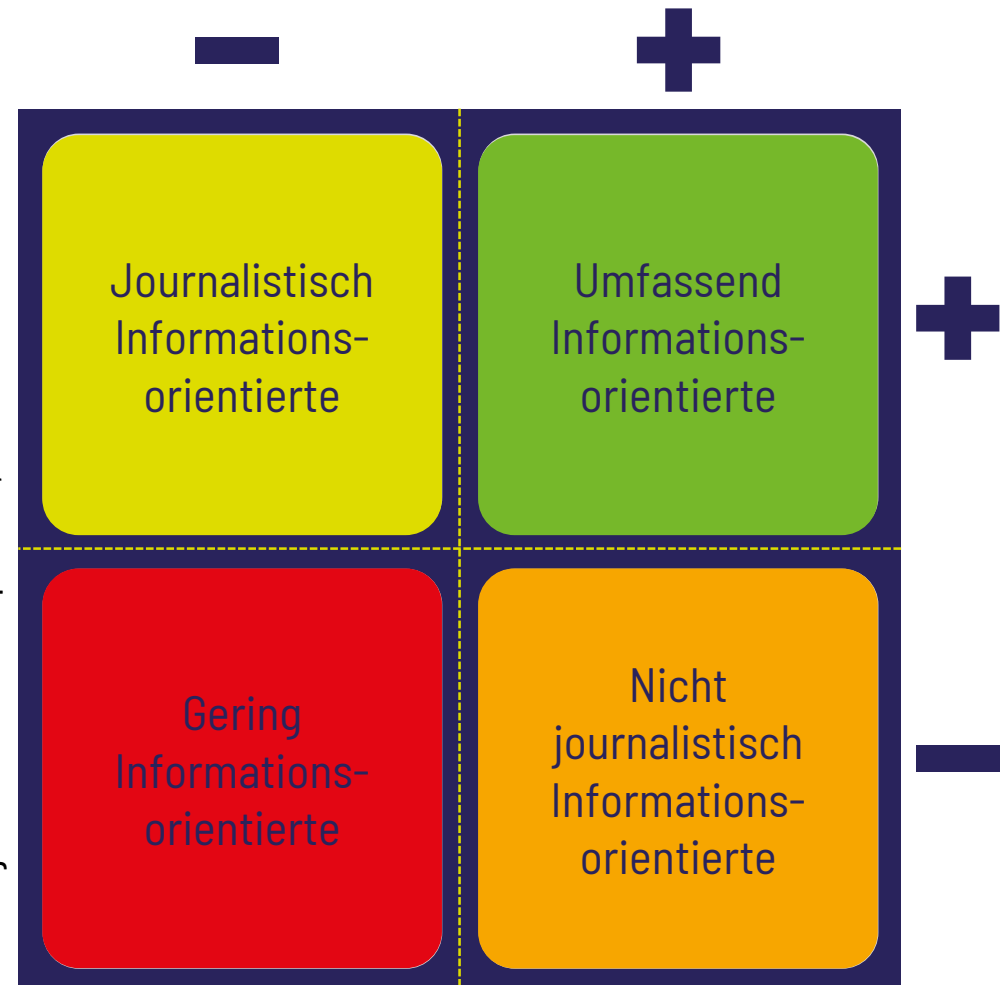 Journalistisch
Informations-
orientierte
Umfassend
Informations-
orientierte
Gering
Informations-
orientierte
Nicht
journalistisch
Informations-
orientierte